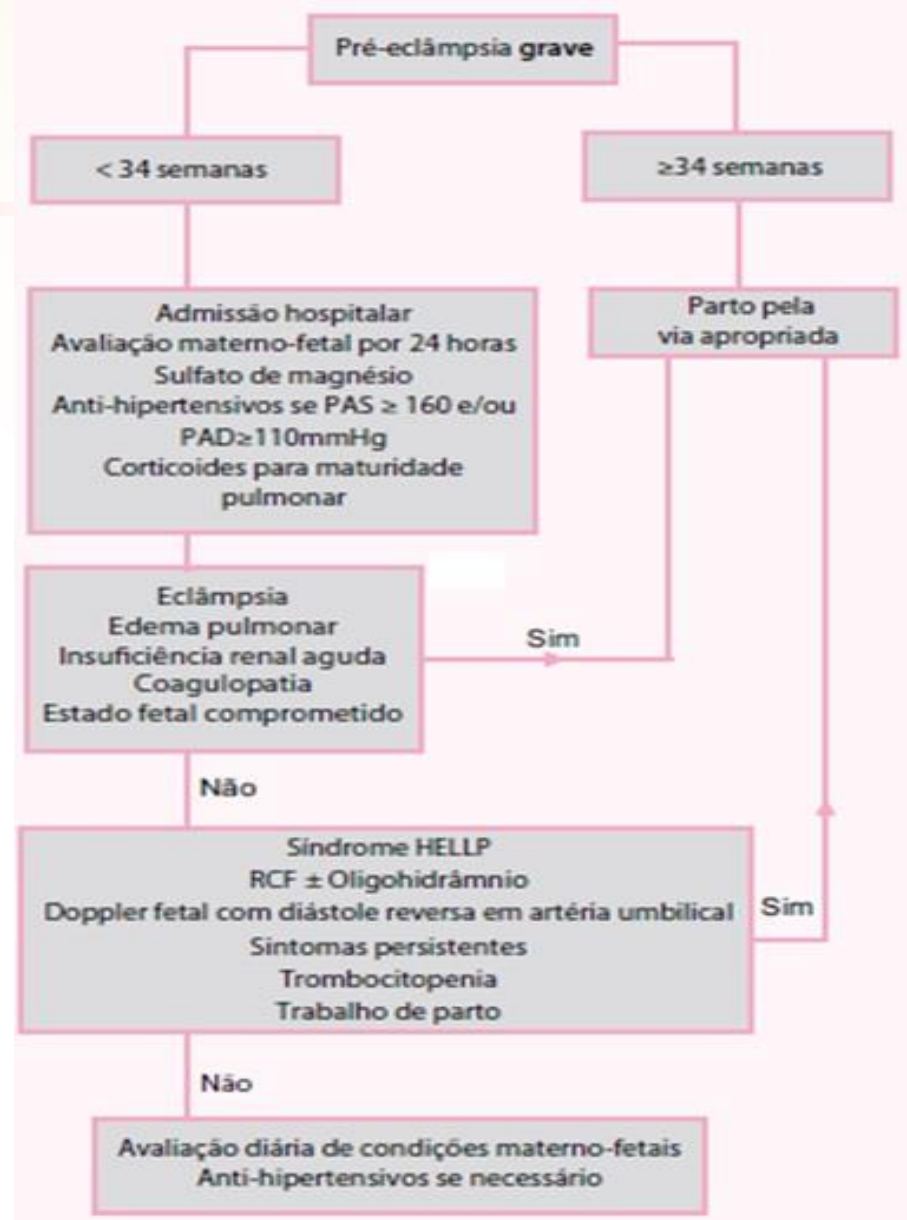 Pré-eclâmpsia grave
< 34 semanas
≥34 semanas
Admissão hospitalar
Avaliação materno-fetal por 24 horas
Sulfato de magnésio
Anti-hipertensivos se PAS ≥ 160 e/ou
PAD≥110mmHg
Corticoides para maturidade
pulmonar
Parto pela
via apropriada
Eclâmpsia
Edema pulmonar
Insuficiência renal aguda
Coagulopatia
Estado fetal comprometido
Sim
Não
Síndrome HELLP
RCF ± Oligohidrâmnio
Doppler fetal com diástole reversa em artéria umbilical
Sintomas persistentes
Trombocitopenia
Trabalho de parto
Sim
Não
Avaliação diária de condições materno-fetais
Anti-hipertensivos se necessário